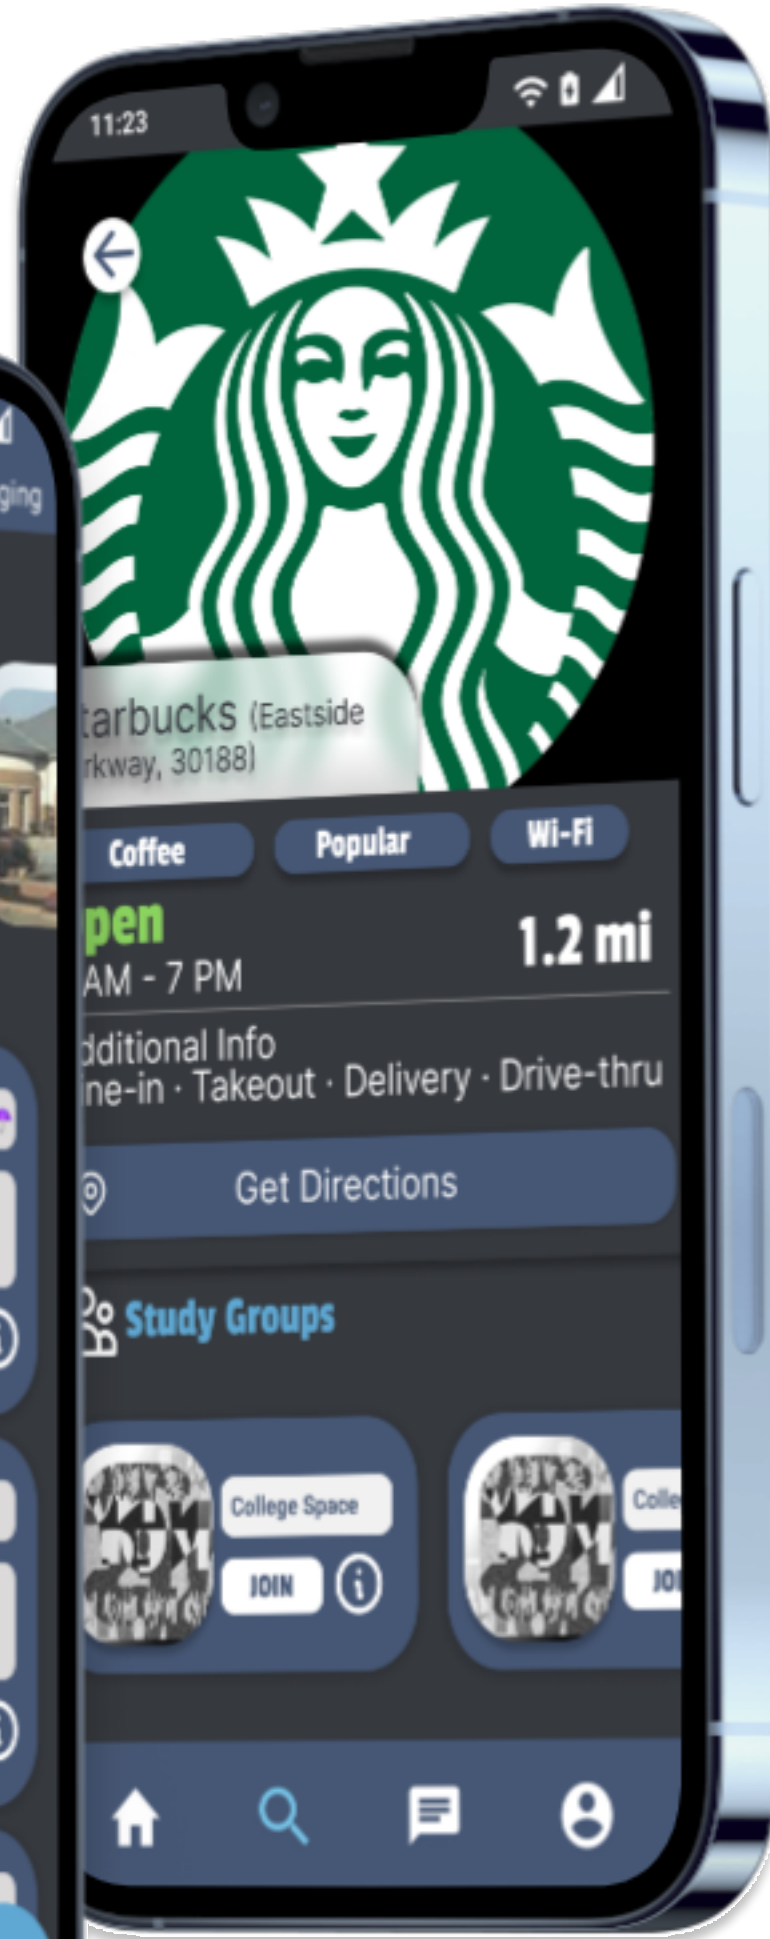 11:23
ging
tarbucks (Eastside
rkway, 30188)
Coffee
Popular
Wi-Fi
pen
1.2 mi
AM - 7 PM
dditional Info
ne-in · Takeout · Delivery · Drive-thru
Get Directions
Study Groups
College Space
JOIN
Colle
JOI